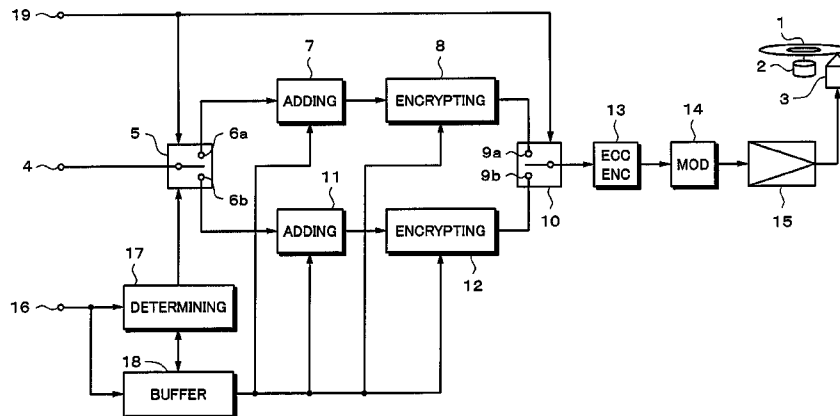 19
1
7
8
2
3
ADDING
ENCRYPTING
5
6a
9a
13
14
4
ECC
ENC
MOD
6b
11
9b
10
15
ADDING
ENCRYPTING
17
12
16
DETERMINING
18
BUFFER